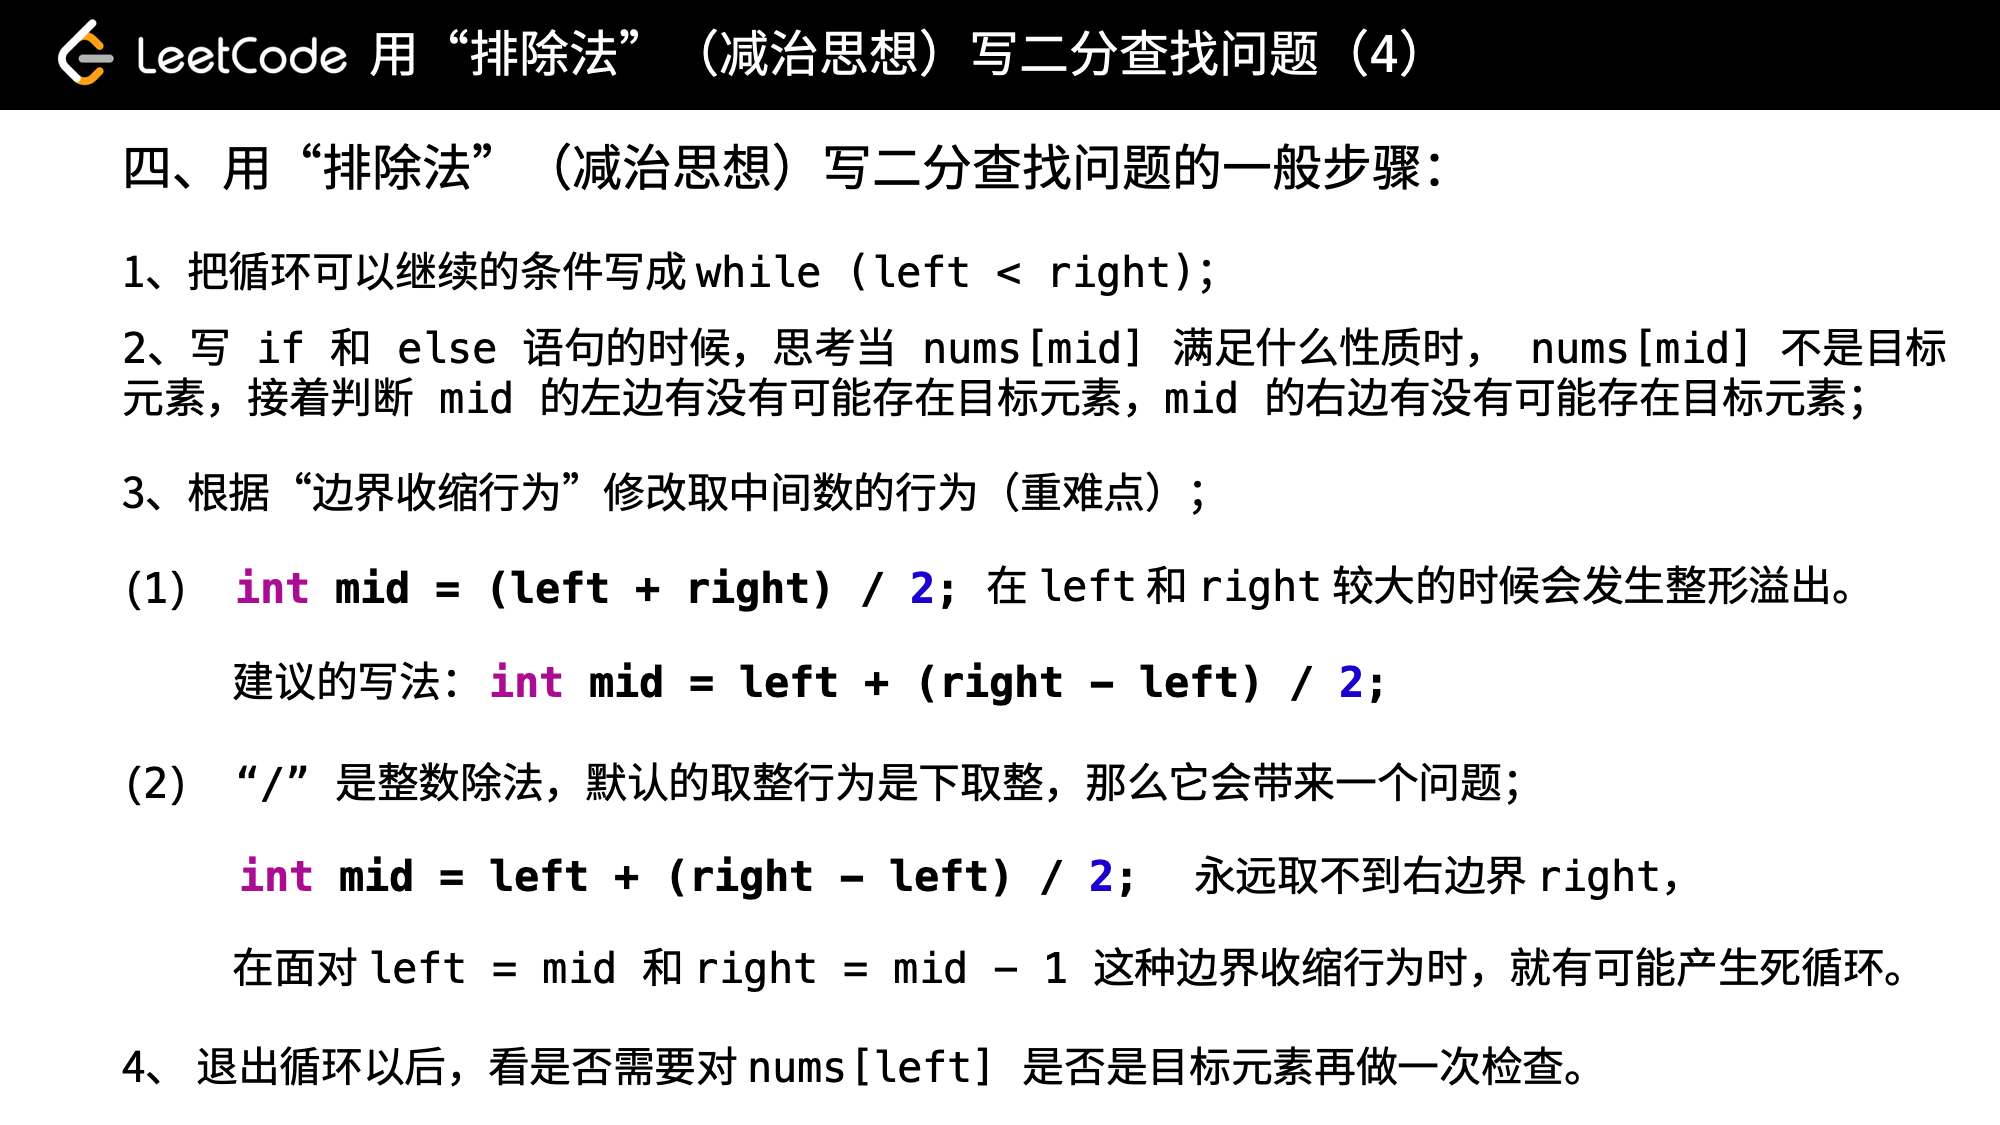 LeetCode 用“排除法”（减治思想）写二分查找问题（4）
四、用“排除法”（减治思想）写二分查找问题的一般步骤：
1、把循环可以继续的条件写成 while (left < right)；
2、写 if 和 else 语句的时候，思考当 nums[mid] 满足什么性质时， nums[mid] 不是目标
元素，接着判断 mid 的左边有没有可能存在目标元素，mid 的右边有没有可能存在目标元素；
3、根据“边界收缩行为”修改取中间数的行为（重难点）；
(1) int mid = (left + right) / 2; 在 left 和 right 较大的时候会发生整形溢出。
建议的写法：int mid = left + (right - left) / 2;
(2) “/” 是整数除法，默认的取整行为是下取整，那么它会带来一个问题；
int mid = left + (right - left) / 2; 永远取不到右边界 right，
在面对 left = mid 和 right = mid - 1 这种边界收缩行为时，就有可能产生死循环。
4、 退出循环以后，看是否需要对 nums[left] 是否是目标元素再做一次检查。